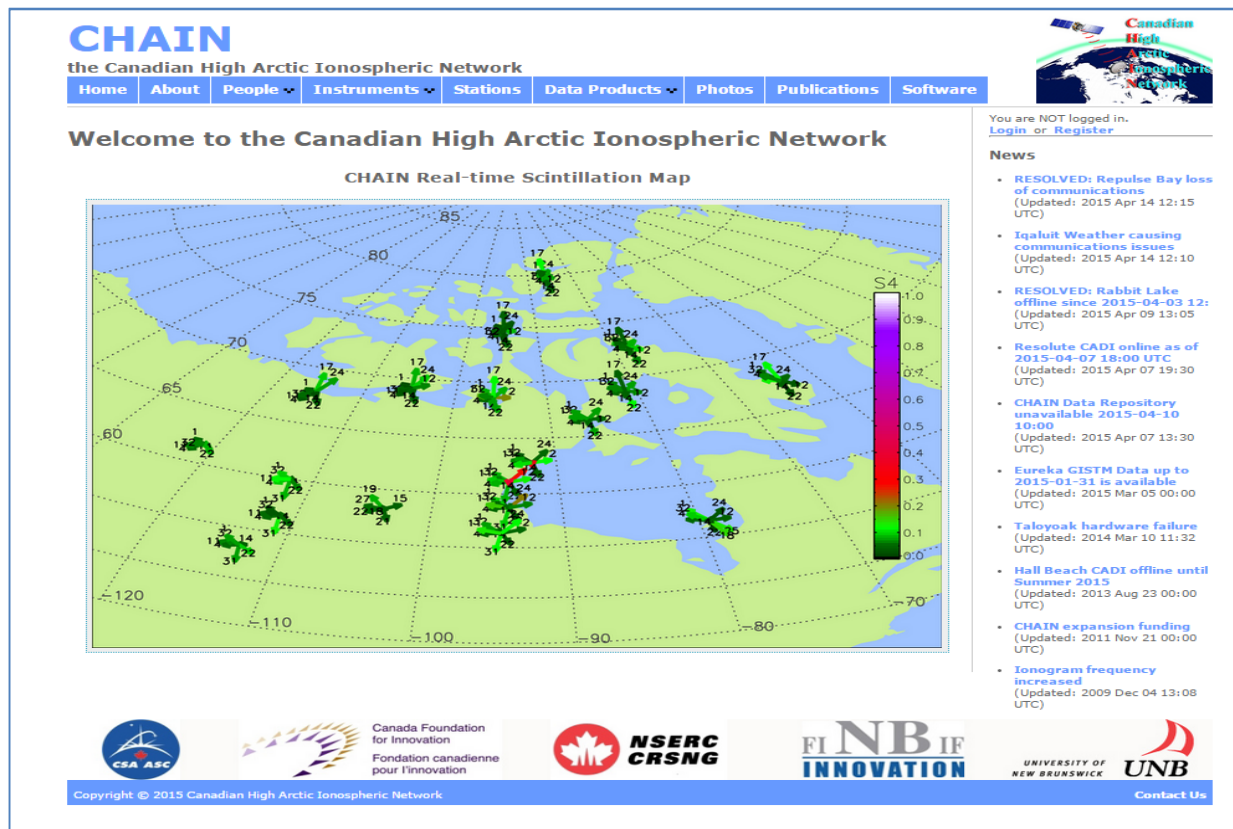 CHAIN
the Canadian High Arctic Ionospheric Network
Canadian
High
Arctic
Ionospheric
Network
Home About People Instruments Stations Data Products Photos Publications Software
You are NOT logged in.
Login or Register
Welcome to the Canadian High Arctic Ionospheric Network
CHAIN Real-time Scintillation Map
85
80
75
70
65
60
-120
-110
-100
-90
-80
-70
S4
1.0
0.9
0.8
0.7
0.6
0.5
0.4
0.3
0.2
0.1
0.0
News
RESOLVED: Repulse Bay loss
of communications
(Updated: 2015 Apr 14 12:15
UTC)
Iqaluit Weather causing
communications issues
(Updated: 2015 Apr 14 12:10
UTC)
RESOLVED: Rabbit Lake
offline since 2015-04-03 12:
(Updated: 2015 Apr 09 13:05
UTC)
Resolute CADI online as of
2015-04-07 18:00 UTC
(Updated: 2015 Apr 07 19:30
UTC)
CHAIN Data Repository
unavailable 2015-04-10
10:00
(Updated: 2015 Apr 07 13:30
UTC)
Eureka GISTM Data up to
2015-01-31 is available
(Updated: 2015 Mar 05 00:00
UTC)
Taloyoak hardware failure
(Updated: 2014 Mar 10 11:32
UTC)
Hall Beach CADI offline until
Summer 2015
(Updated: 2013 Aug 23 00:00
UTC)
CHAIN expansion funding
(Updated: 2011 Nov 21 00:00
UTC)
Ionogram frequency
increased
(Updated: 2009 Dec 04 13:08
UTC)
CSA ASC
Canada Foundation
for Innovation
Fondation canadienne
pour l'innovation
NSERC
CRSNG
FINBIF
INNOVATION
UNIVERSITY OF
NEW BRUNSWICK UNB
Copyright © 2015 Canadian High Arctic Ionospheric Network Contact Us